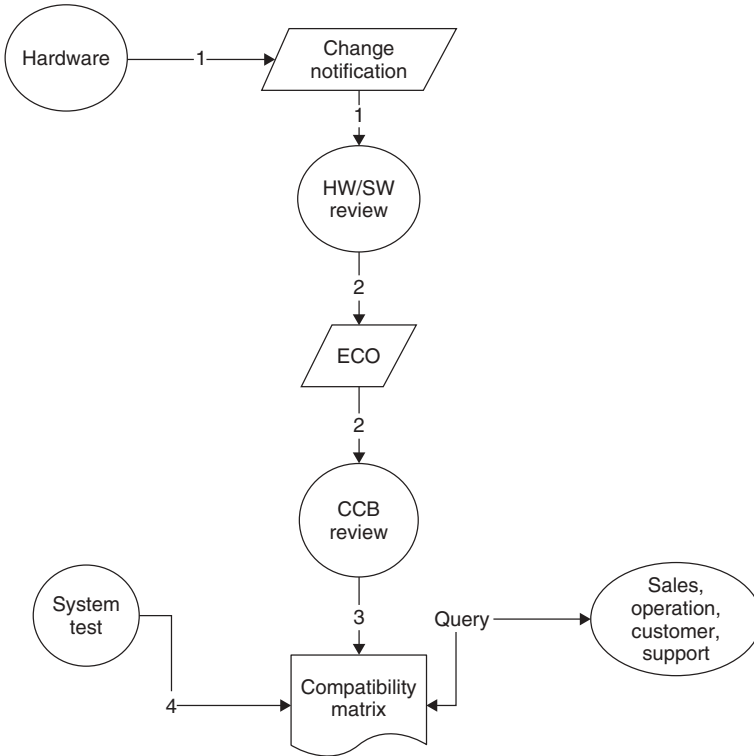 Hardware
1
Change
notification
1
HW/SW
review
2
ECO
2
CCB
review
System
test
3
Query
Sales,
operation,
customer,
support
4
Compatibility
matrix